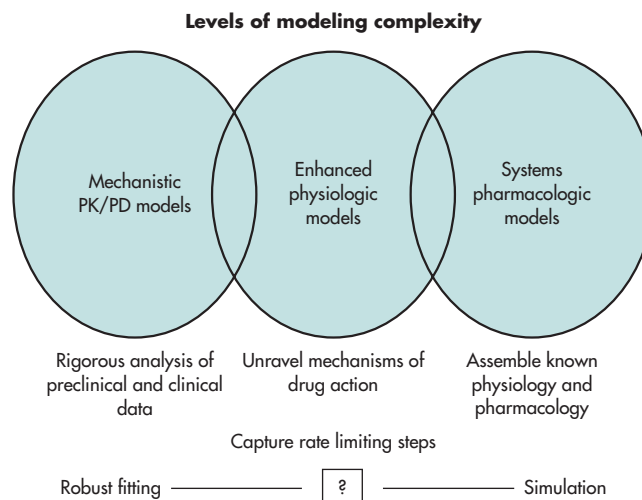 Levels of modeling complexity
Mechanistic
PK/PD models
Enhanced
physiologic
models
Systems
pharmacologic
models
Rigorous analysis of
preclinical and clinical
data
Unravel mechanisms of
drug action
Assemble known
physiology and
pharmacology
Capture rate limiting steps
Robust fitting
?
Simulation